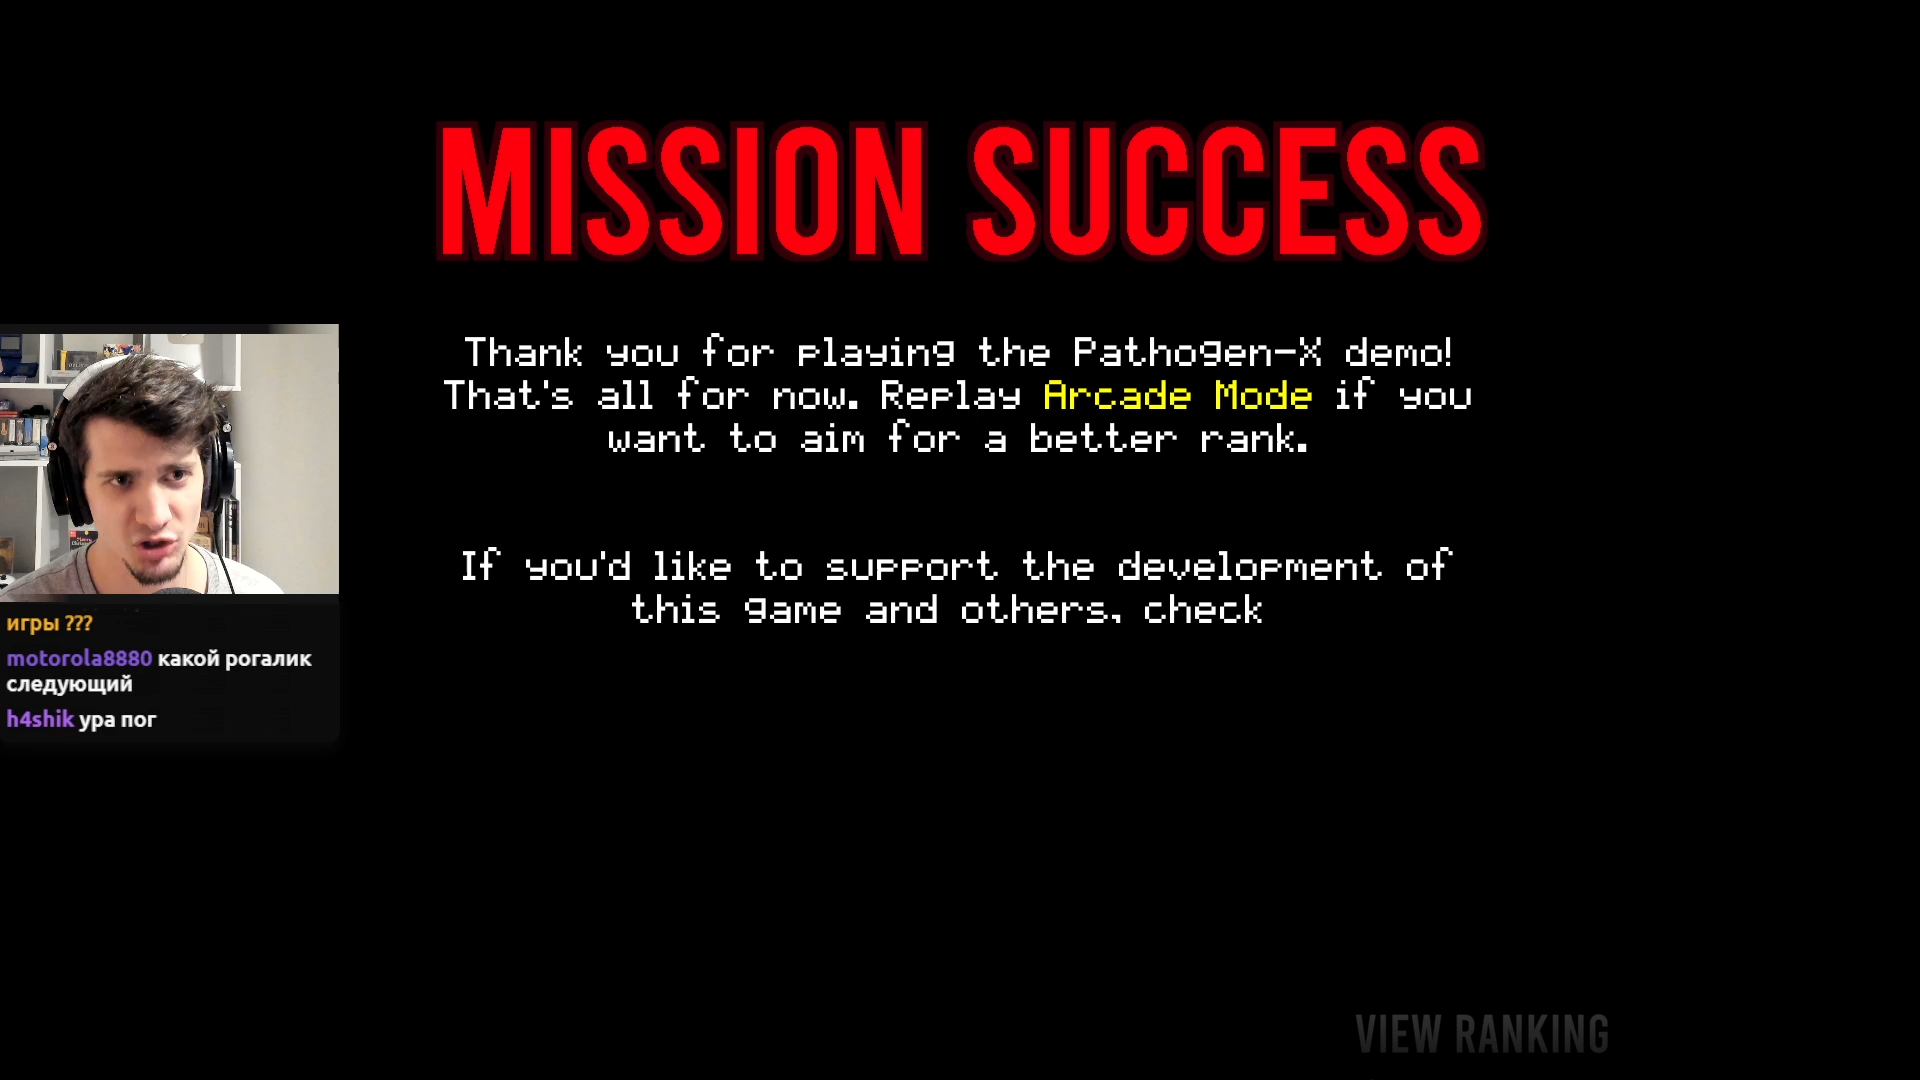 MISSION SUCCESS
Thank you for playing the Pathogen-X demo!
That's all for now. Replay Arcade Mode if you
want to aim for a better rank.
If you'd like to support the development of
this game and others, check
игры ???
motorola8880 какой рогалик
следующий
h4shik ура пог
VIEW RANKING